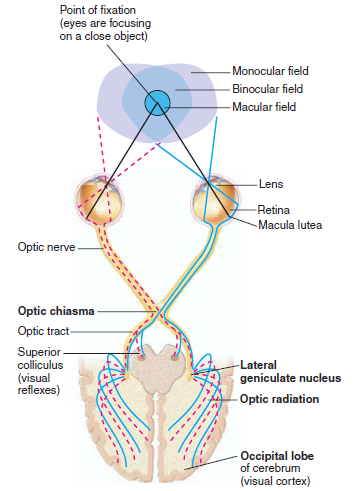 Point of fixation
(eyes are focusing
on a close object)
Monocular field
Binocular field
Macular field
Lens
Retina
Macula lutea
Optic nerve
Optic chiasma
Optic tract
Superior
colliculus
(visual
reflexes)
Lateral
geniculate nucleus
Optic radiation
Occipital lobe
of cerebrum
(visual cortex)